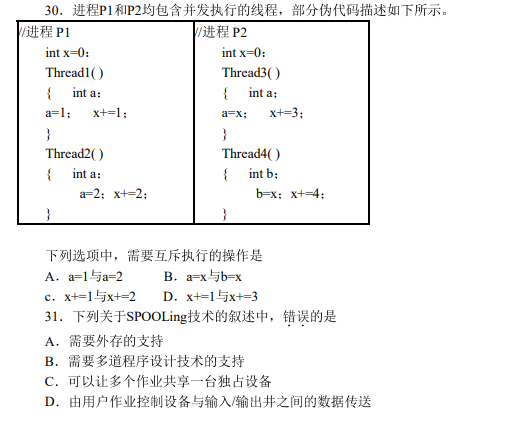 30．进程P1和P2均包含并发执行的线程，部分伪代码描述如下所示。
//进程 P1
int x=0;
Thread1( )
{ int a;
a=1; x+=1;
}
Thread2( )
{ int a;
a=2; x+=2;
}
//进程 P2
int x=0;
Thread3( )
{ int a;
a=x; x+=3;
}
Thread4( )
{ int b;
b=x; x+=4;
}
下列选项中，需要互斥执行的操作是
A．a=1与a=2 B．a=x与b=x
c．x+=1与x+=2 D．x+=1与x+=3
31．下列关于SPOOLing技术的叙述中，错误的是
A．需要外存的支持
B．需要多道程序设计技术的支持
C．可以让多个作业共享一台独占设备
D．由用户作业控制设备与输入/输出井之间的数据传送